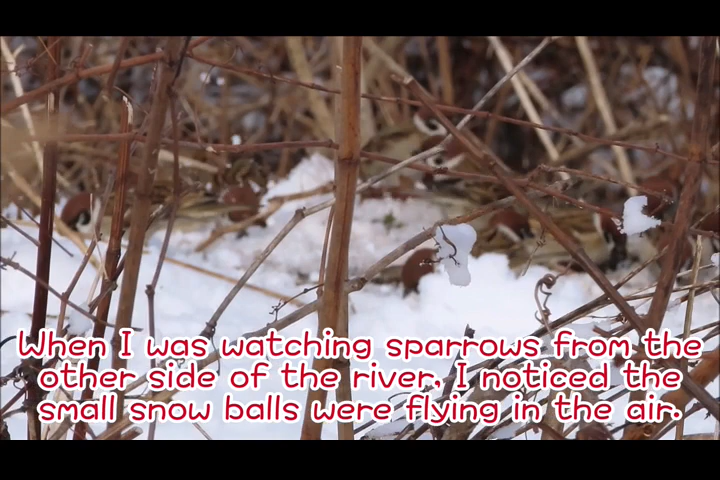 When I was watching sparrows from the
other side of the river, I noticed the
small snow balls were flying in the air.